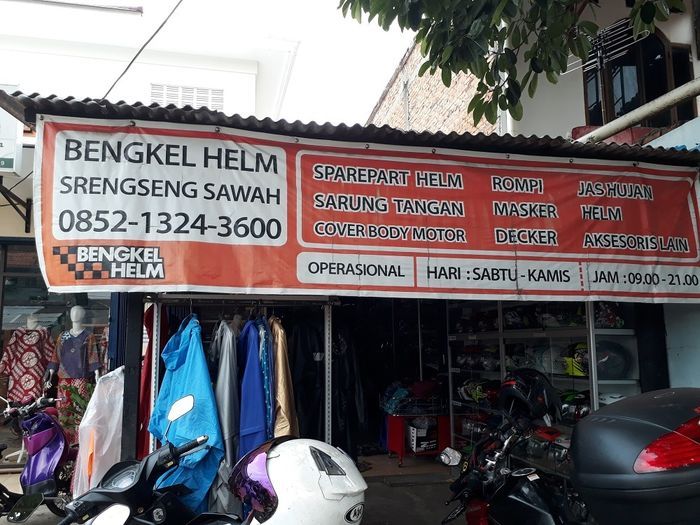 BENGKEL HELM
SRENGSENG SAWAH
0852-1324-3600
BENGKEL
HELM
SPAREPART HELM ROMPI JAS HUJAN
SARUNG TANGAN MASKER HELM
COVER BODY MOTOR DECKER AKSESORIS LAIN
OPERASIONAL HARI : SABTU - KAMIS JAM : 09.00 - 21.00